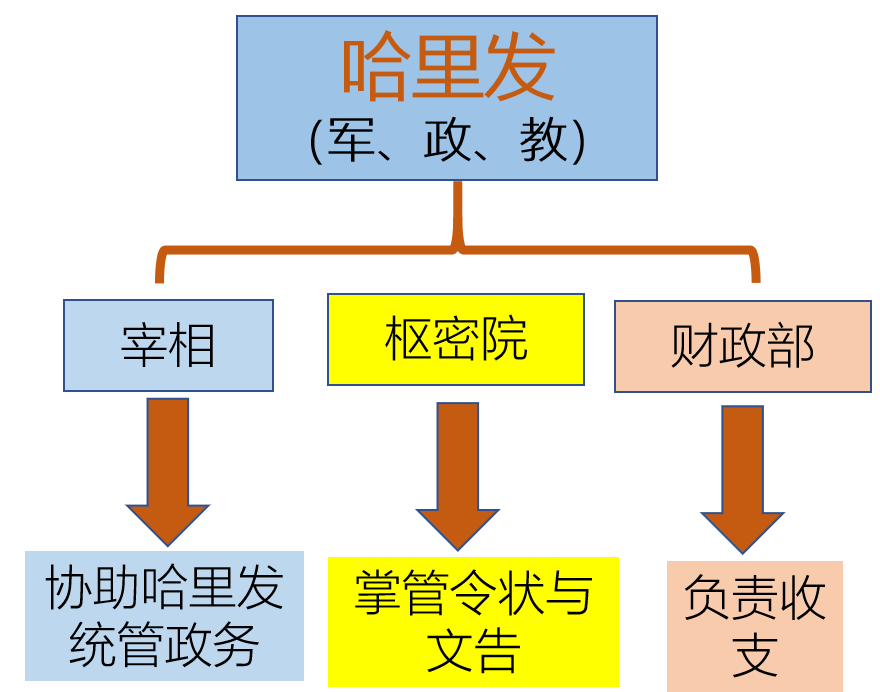 哈里发
（军、政、教）
宰相
枢密院
财政部
协助哈里发
统管政务
掌管令状与
文告
负责收
支